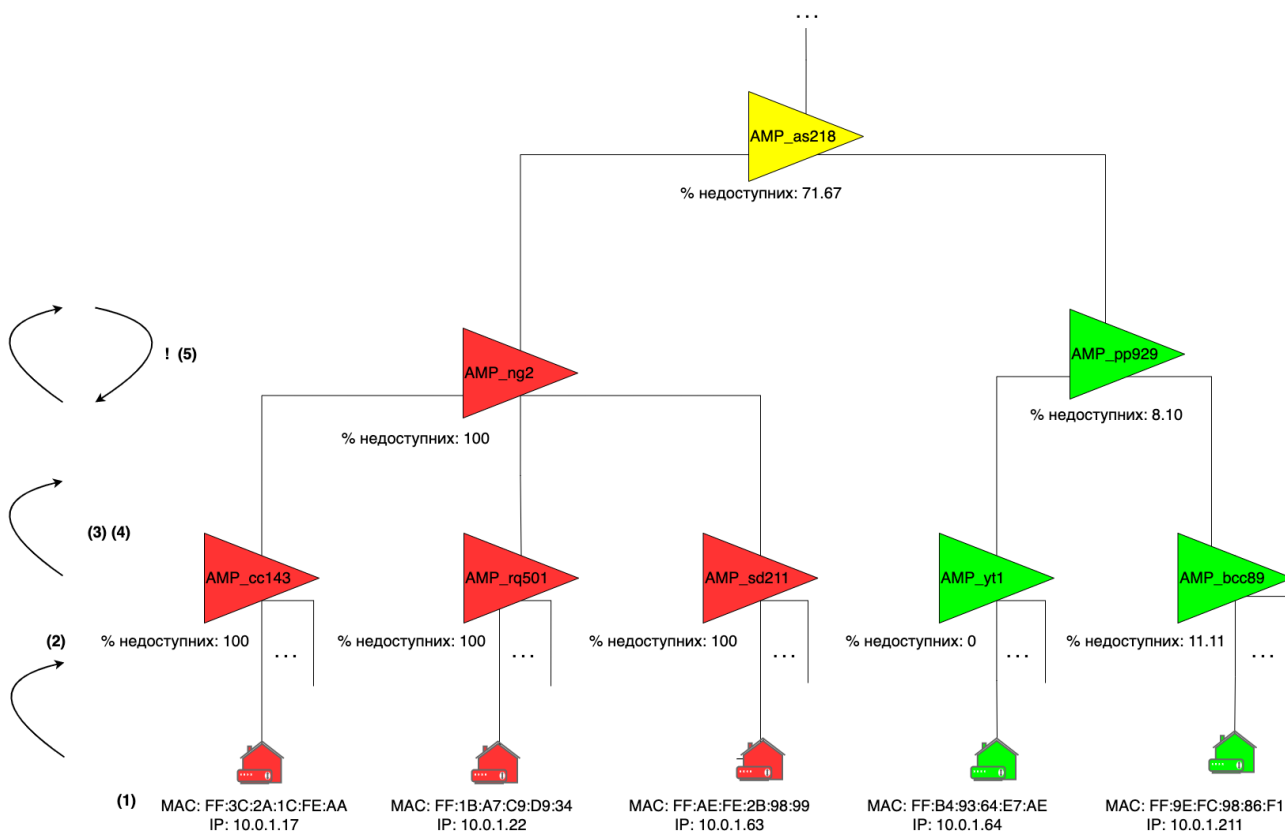 ...
AMP_as218
% недоступних: 71.67
! (5)
AMP_ng2
AMP_pp929
% недоступних: 100
% недоступних: 8.10
(3) (4)
AMP_cc143
AMP_rq501
AMP_sd211
AMP_yt1
AMP_bcc89
(2)
% недоступних: 100
...
% недоступних: 100
...
% недоступних: 100
...
% недоступних: 0
...
% недоступних: 11.11
...
(1)
MAC: FF:3C:2A:1C:FE:AA
IP: 10.0.1.17
MAC: FF:1B:A7:C9:D9:34
IP: 10.0.1.22
MAC: FF:AE:FE:2B:98:99
IP: 10.0.1.63
MAC: FF:B4:93:64:E7:AE
IP: 10.0.1.64
MAC: FF:9E:FC:98:86:F1
IP: 10.0.1.211